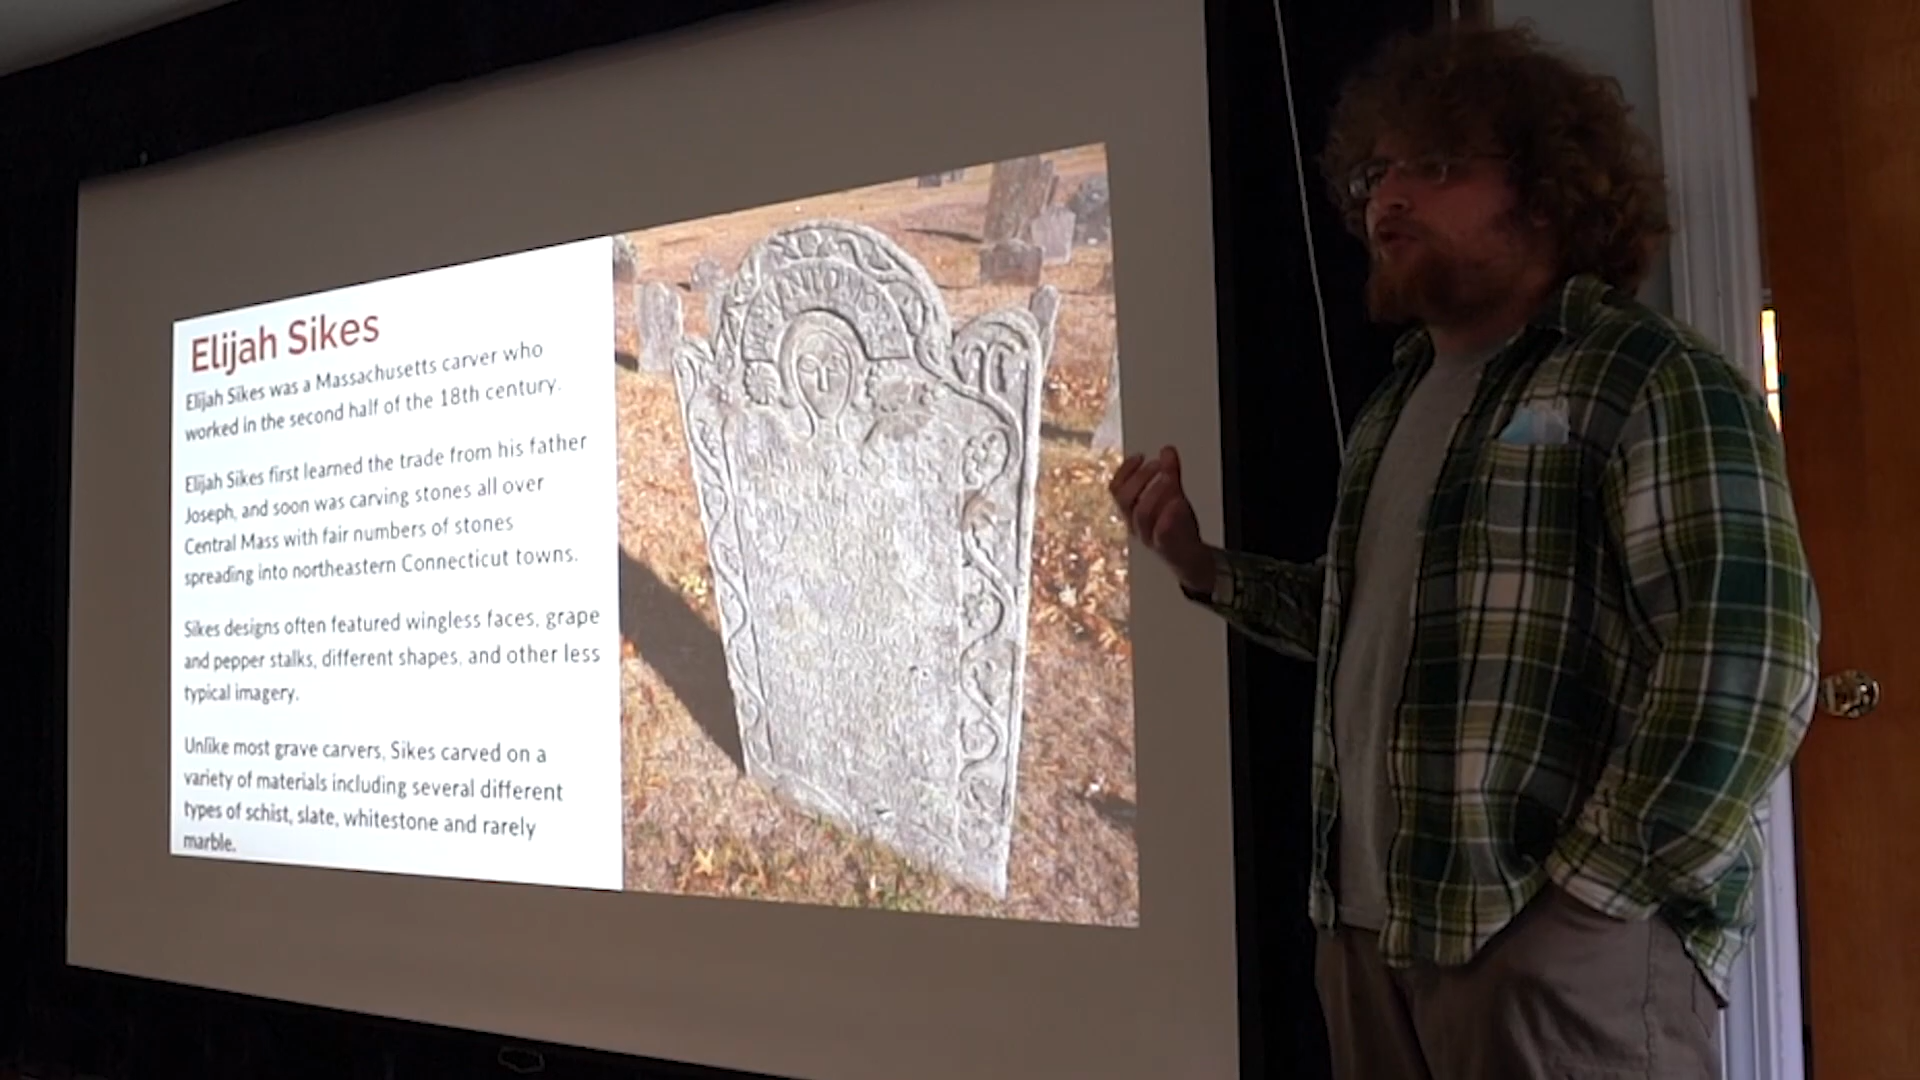 Elijah Sikes
Elijah Sikes was a Massachusetts carver who
worked in the second half of the 18th century.
Elijah Sikes first learned the trade from his father
Joseph, and soon was carving stones all over
Central Mass with fair numbers of stones
spreading into northeastern Connecticut towns.
Sikes designs often featured wingless faces, grape
and pepper stalks, different shapes, and other less
typical imagery.
Unlike most grave carvers, Sikes carved on a
variety of materials including several different
types of schist, slate, whitestone and rarely
marble.